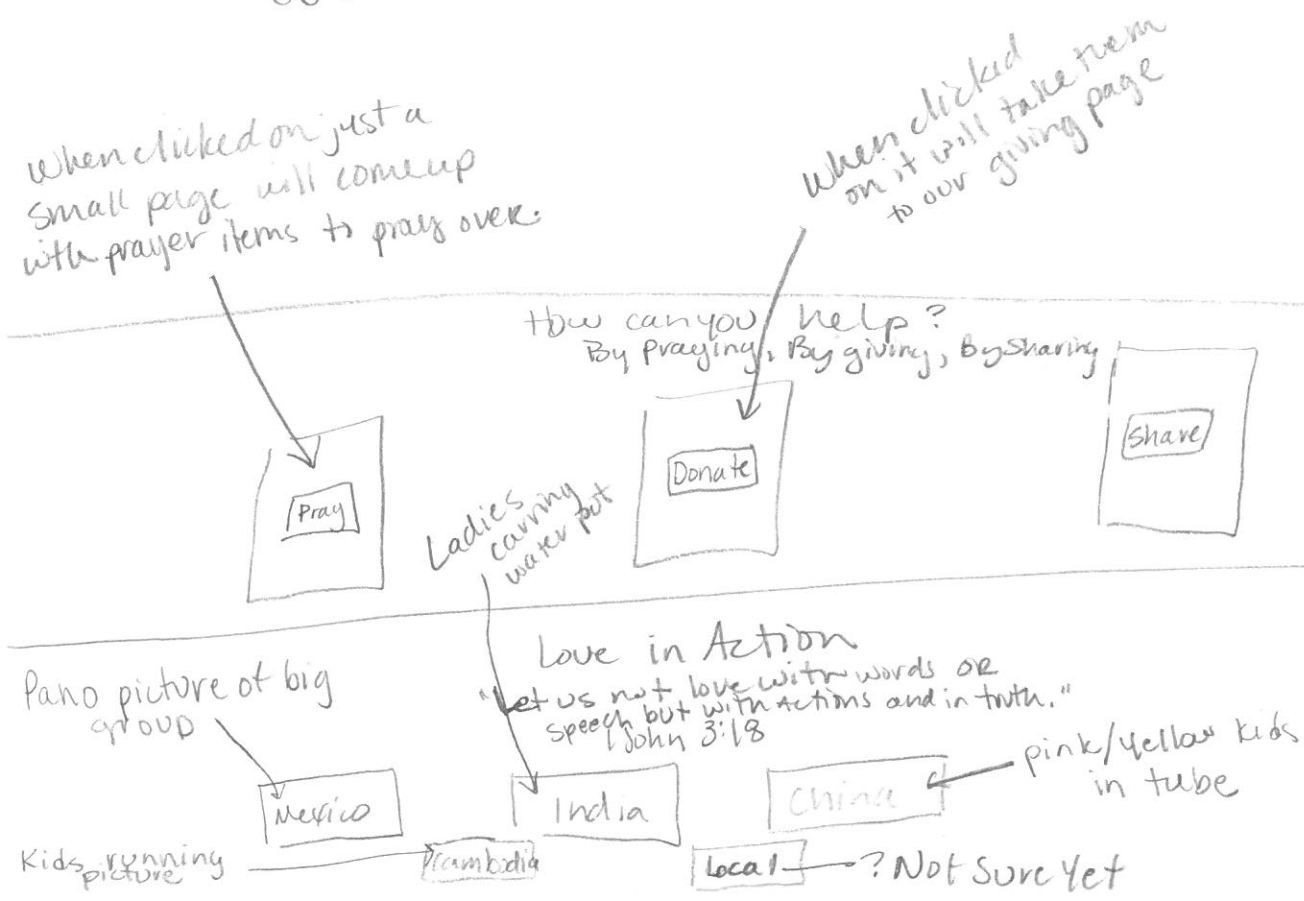 when clicked on just a
small page will come up
with prayer items to pray over.
when clicked
on it will take them
to our giving page
How can you help?
By Praying, By giving, By Sharing
Pray
Donate
Share
Ladies
carring
water pot
Love in Action
"Let us not love with words OR
speech but with Actions and in truth."
1 John 3:18
Pano picture of big
group
Mexico
India
China
pink/yellow kids
in tube
Kids running
picture
cambodia
Local
? Not Sure Yet